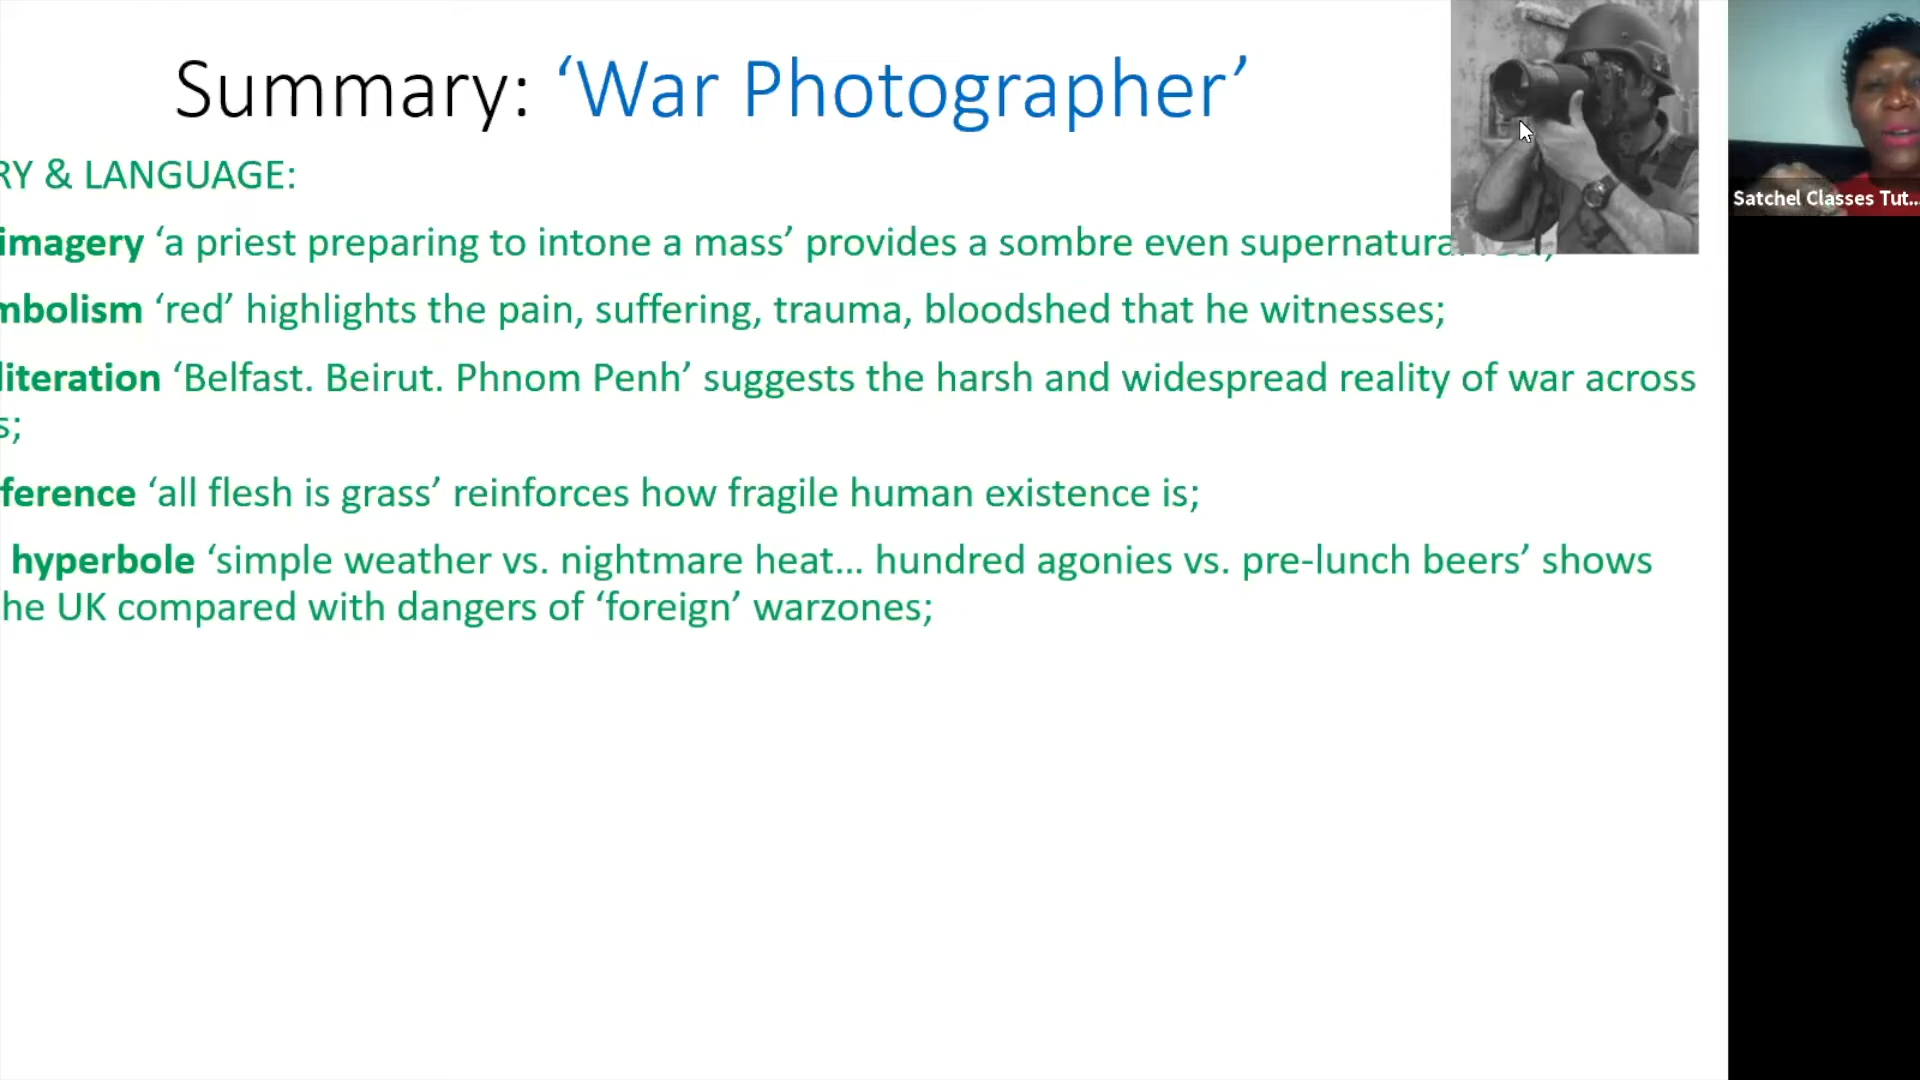 Summary: ‘War Photographer’
RY & LANGUAGE:
imagery ‘a priest preparing to intone a mass’ provides a sombre even supernatura
mbolism ‘red’ highlights the pain, suffering, trauma, bloodshed that he witnesses;
literation ‘Belfast. Beirut. Phnom Penh’ suggests the harsh and widespread reality of war across
s;
ference ‘all flesh is grass’ reinforces how fragile human existence is;
hyperbole ‘simple weather vs. nightmare heat... hundred agonies vs. pre-lunch beers’ shows
he UK compared with dangers of ‘foreign’ warzones;
Satchel Classes Tut...